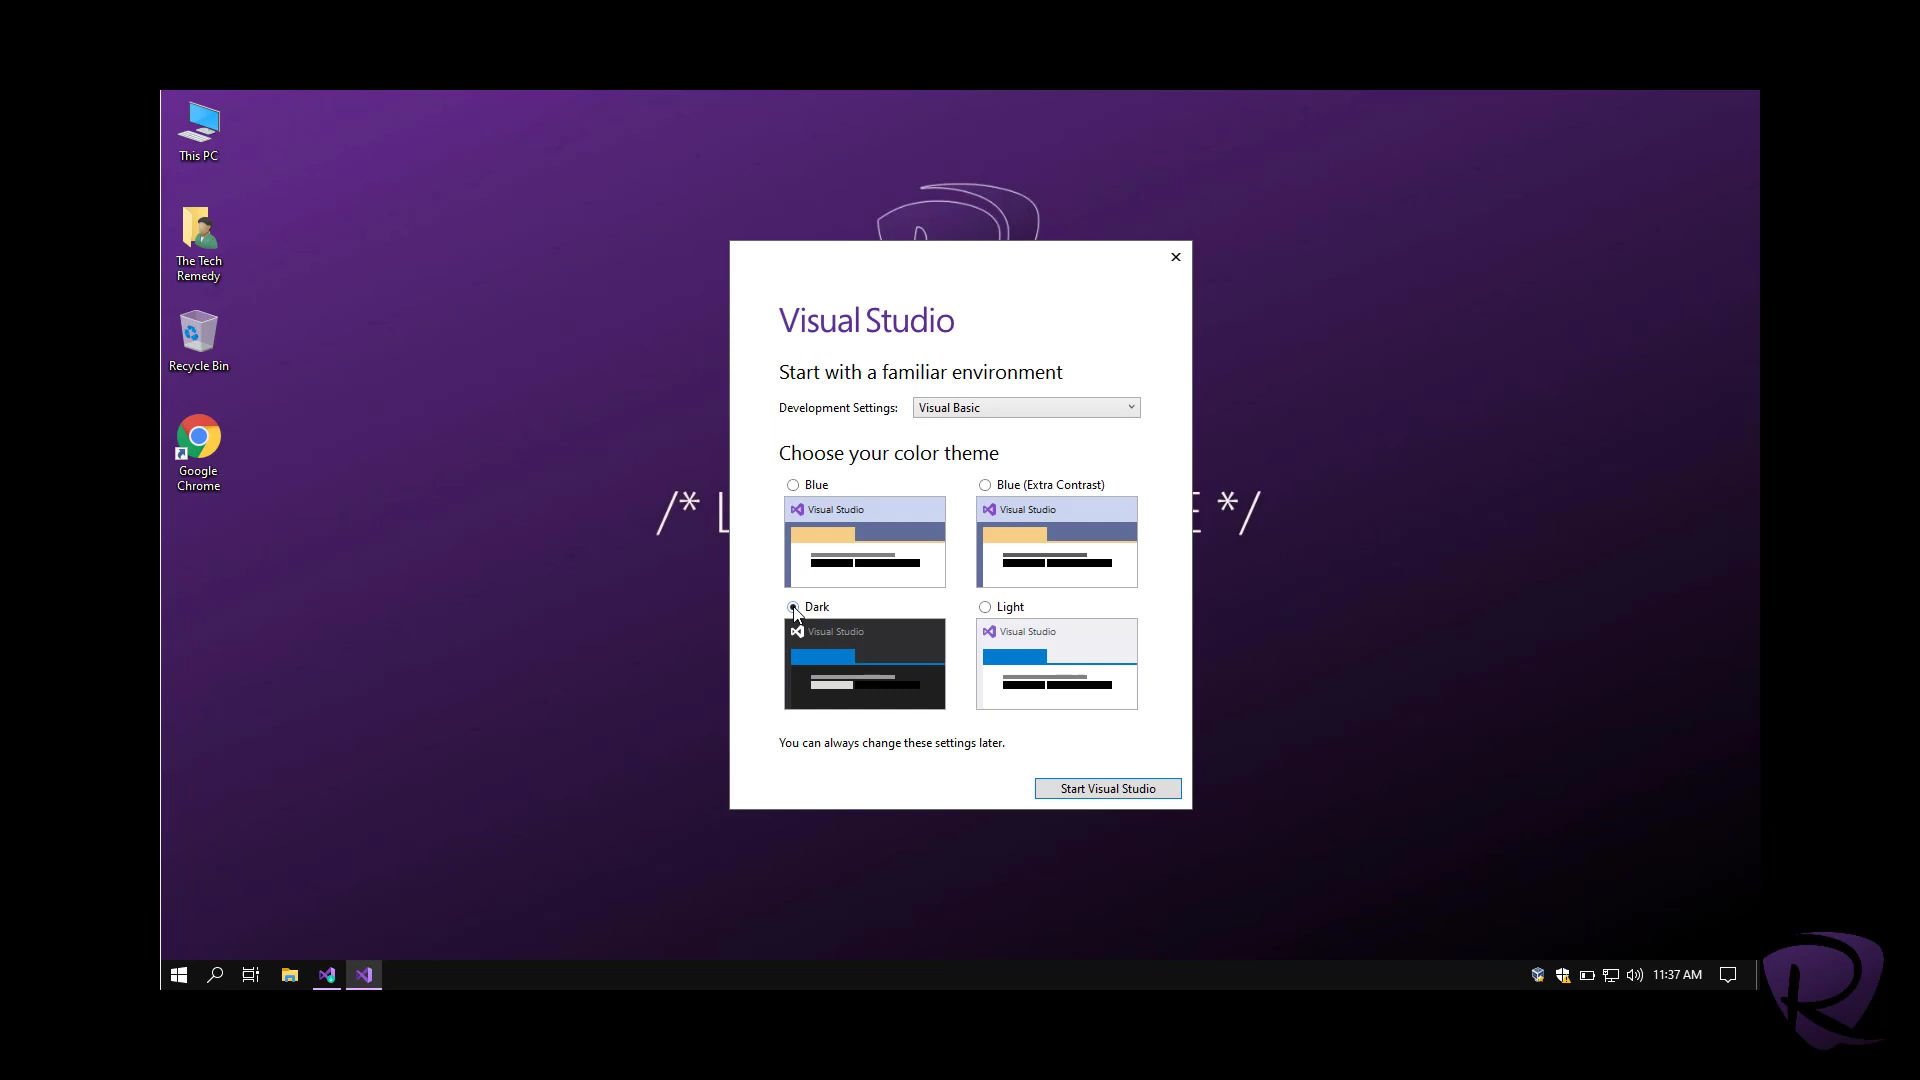 This PC
The Tech
Remedy
Recycle Bin
Google
Chrome
/*
*/
Visual Studio
Start with a familiar environment
Development Settings:
Visual Basic
Choose your color theme
Blue
Blue (Extra Contrast)
Visual Studio
Visual Studio
Dark
Light
Visual Studio
Visual Studio
You can always change these settings later.
Start Visual Studio
11:37 AM